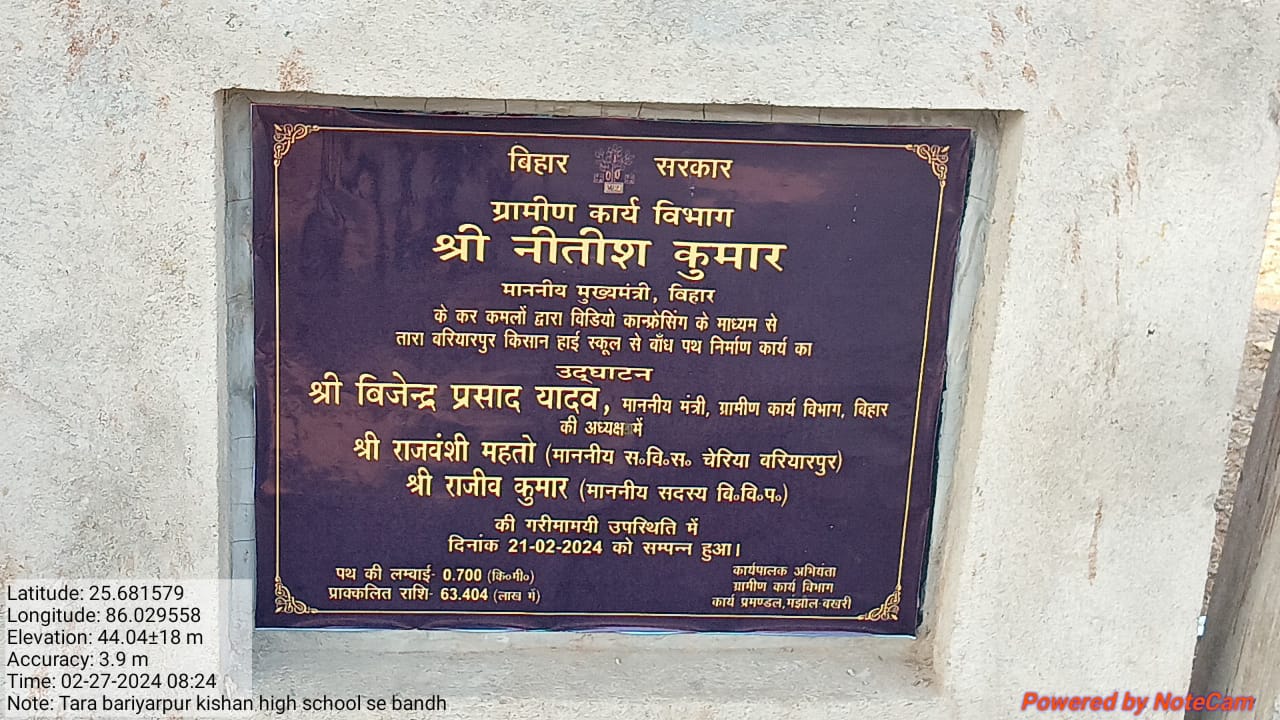 बिहार सरकार
ग्रामीण कार्य विभाग
श्री नीतीश कुमार
माननीय मुख्यमंत्री, विहार
के कर कमलों द्वारा विडियो कान्फ्रेसिंग के माध्यम से
तारा बरियारपुर किसान हाई स्कूल से बाँध पथ निर्माण कार्य का
उद्घाटन
श्री विजेन्द्र प्रसाद यादव, माननीय मंत्री, ग्रामीण कार्य विभाग, विहार
की अध्यक्ष में
श्री राजवंशी महतो (माननीय स०वि०स० चेरिया वरियारपुर)
श्री राजीव कुमार (माननीय सदस्य बि०वि०प०)
की गरीमामयी उपस्थिति में
दिनांक 21-02-2024 को सम्पन्न हुआ।
पथ की लम्वाई- 0.700 (कि०मी०)
प्राक्कलित राशि- 63.404 (लाख में)
कार्यपालक अभियंता
ग्रामीण कार्य विभाग
कार्य प्रमण्डल,मझौल-बखरी
Latitude: 25.681579
Longitude: 86.029558
Elevation: 44.04±18 m
Accuracy: 3.9 m
Time: 02-27-2024 08:24
Note: Tara bariyarpur kishan high school se bandh
Powered by NoteCam